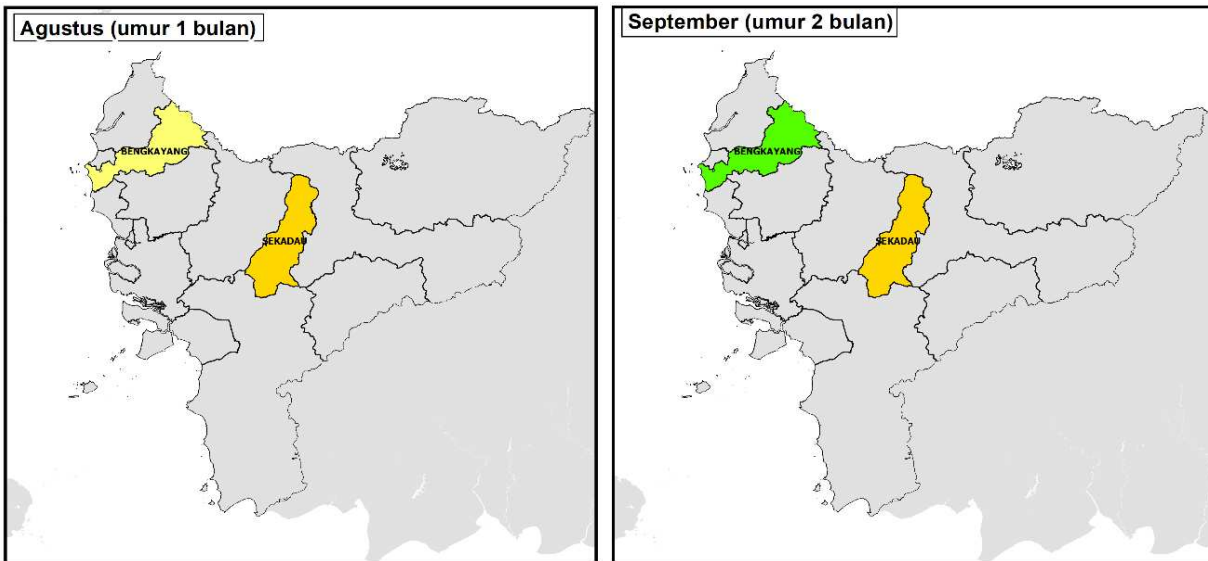 Agustus (umur 1 bulan)
BENGKAYANG
SEKADAU
September (umur 2 bulan)
BENGKAYANG
SEKADAU